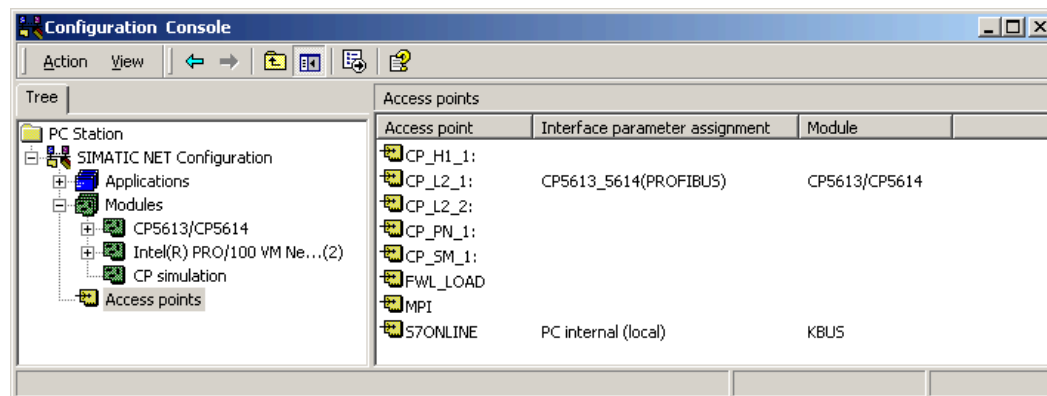 Configuration Console
Action View
Tree
Access points
PC Station
SIMATIC NET Configuration
Applications
Modules
CP5613/CP5614
Intel(R) PRO/100 VM Ne...(2)
CP simulation
Access points
Access point Interface parameter assignment Module
CP_H1_1:
CP_L2_1: CP5613_5614(PROFIBUS) CP5613/CP5614
CP_L2_2:
CP_PN_1:
CP_SM_1:
FWL_LOAD
MPI
S7ONLINE PC internal (local) KBUS